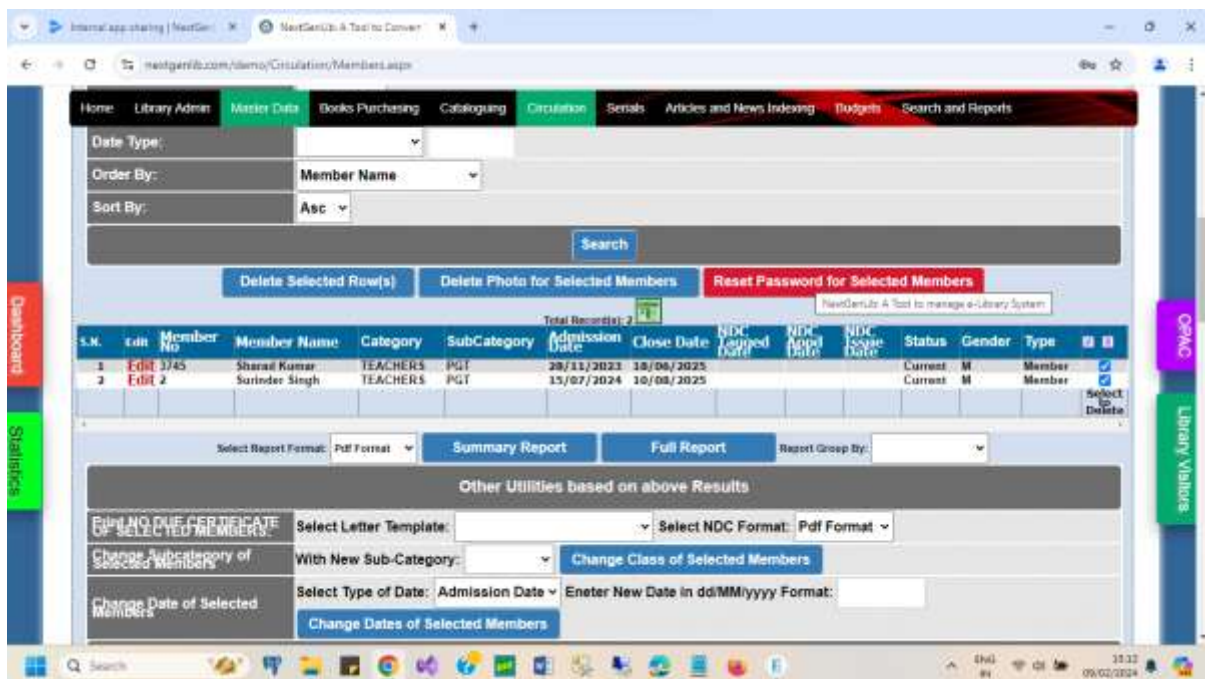 Internal app sharing | NextGen
NextGenLib: A Tool to Conver
nextgenlib.com/demo/Circulation/Members.aspx
Home Library Admin Master Data Books Purchasing Cataloguing Circulation Serials Articles and News Indexing Budgets Search and Reports
Date Type:
Order By: Member Name
Sort By: Asc
Search
Delete Selected Row(s) Delete Photo for Selected Members Reset Password for Selected Members
NextGenLib: A Tool to manage e-Library System
Total Record(s): 2
S.N. Edit Member No Member Name Category SubCategory Admission Date Close Date NDC Tagged Date NDC Appd Date NDC Issue Date Status Gender Type
1 Edit 3745 Sharad Kumar TEACHERS PGT 28/11/2023 18/06/2025 Current M Member
2 Edit 2 Surinder Singh TEACHERS PGT 15/07/2024 10/08/2025 Current M Member
Select to Delete
Select Report Format: Pdf Format Summary Report Full Report Report Group By:
Other Utilities based on above Results
Print NO DUE CERTIFICATE OF SELECTED MEMBERS: Select Letter Template: Select NDC Format: Pdf Format
Change Subcategory of Selected Members With New Sub-Category: Change Class of Selected Members
Change Date of Selected Members Select Type of Date: Admission Date Eneter New Date in dd/MM/yyyy Format:
Change Dates of Selected Members
Dashboard
Statistics
OPAC
Library Visitors
Search
ENG
IN
09/02/2024